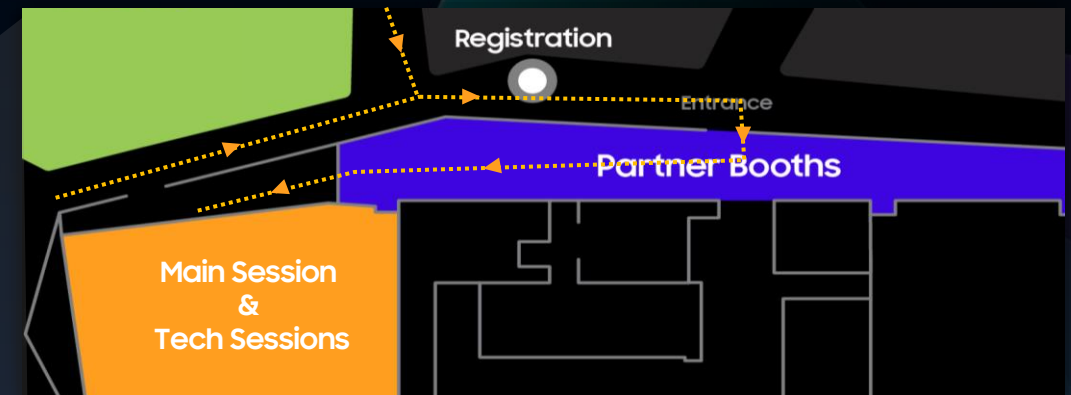 Registration
Entrance
Partner Booths
Main Session
&
Tech Sessions